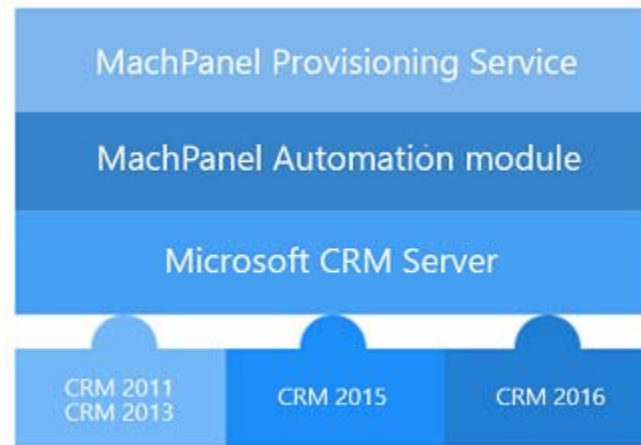 MachPanel Provisioning Service
MachPanel Automation module
Microsoft CRM Server
CRM 2011
CRM 2013
CRM 2015
CRM 2016